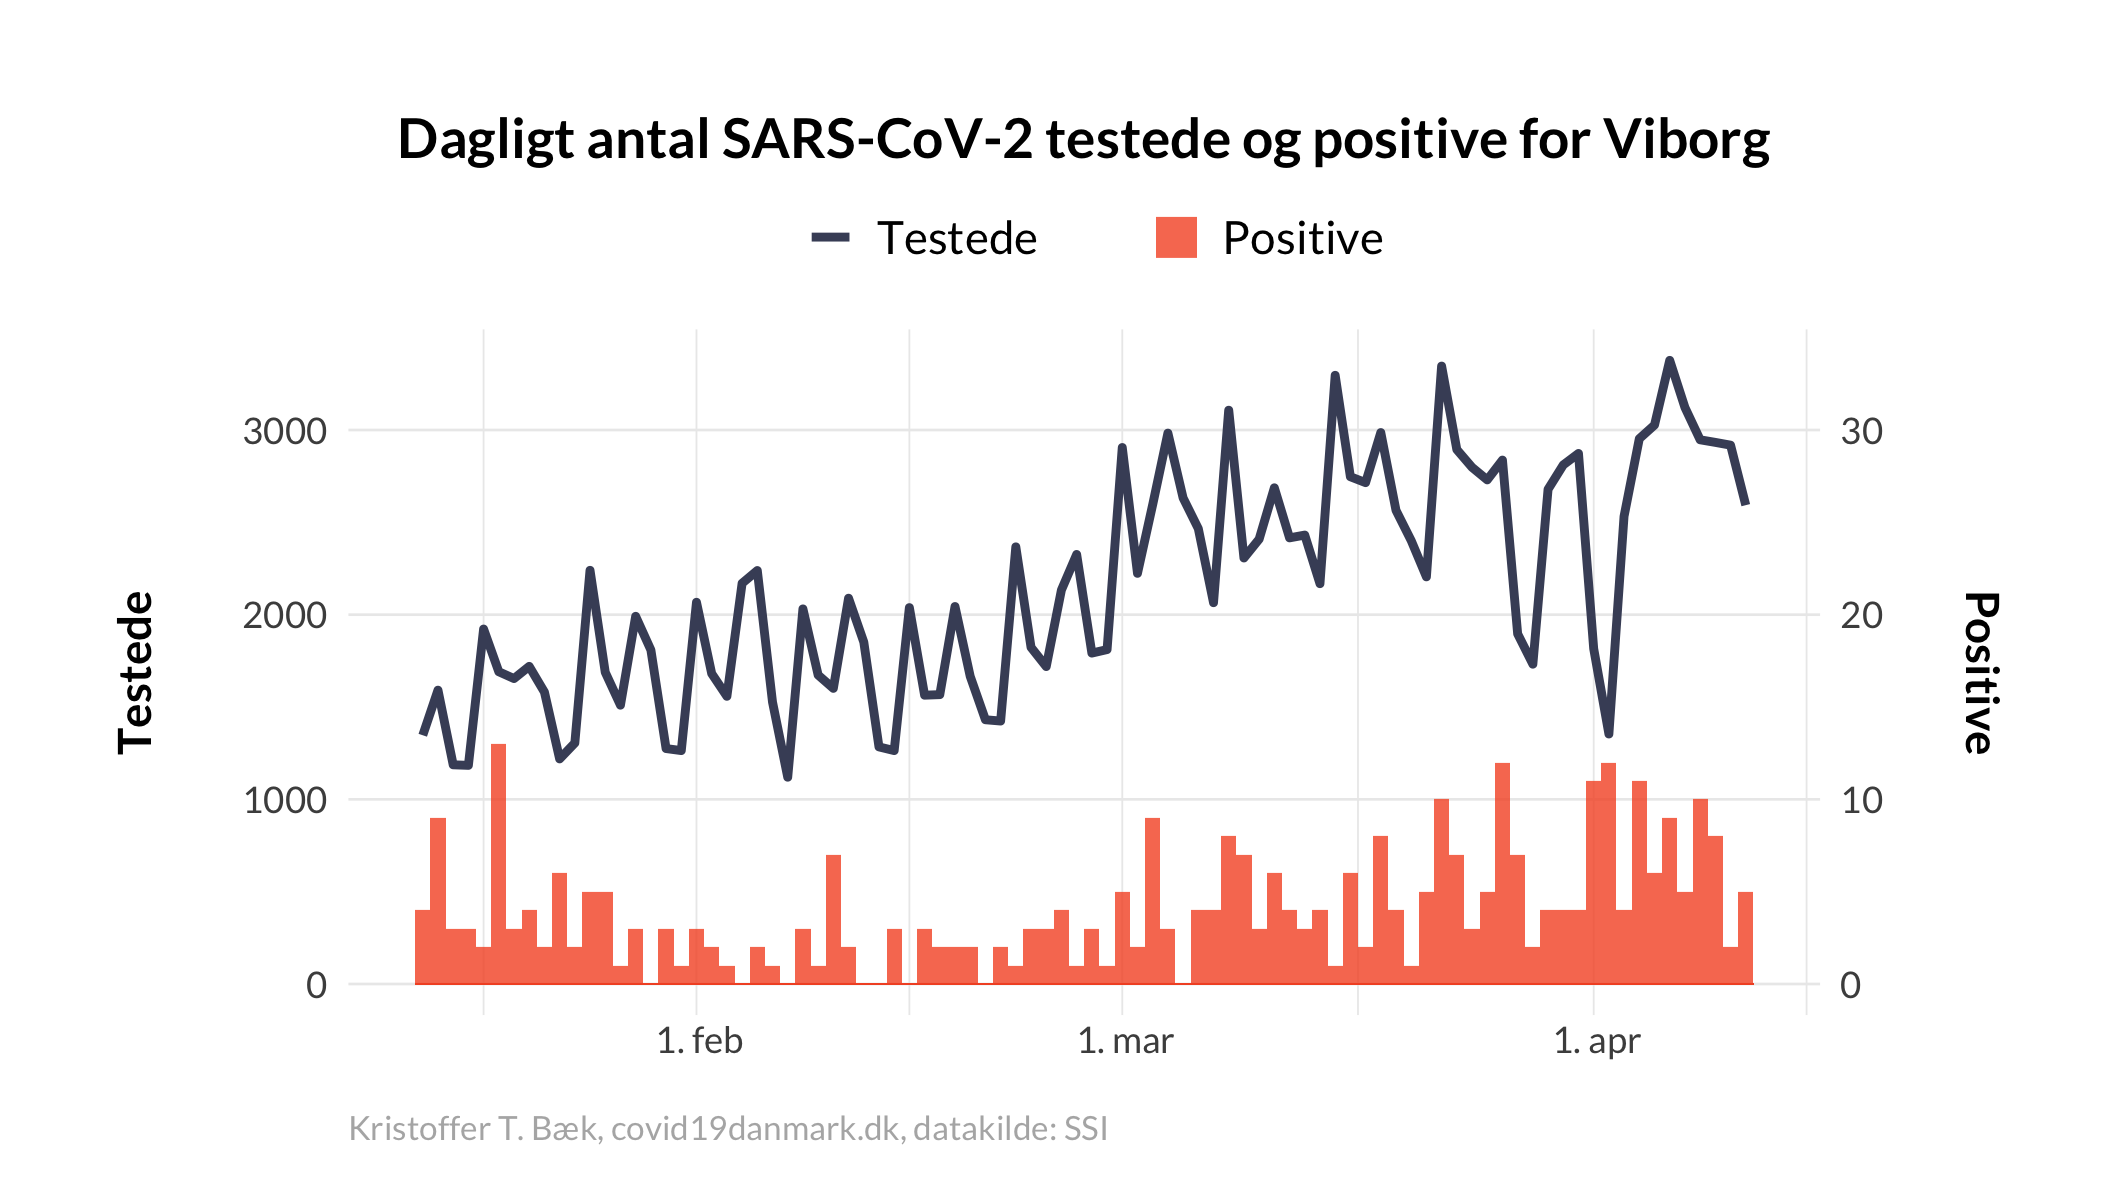 Dagligt antal SARS-CoV-2 testede og positive for Viborg
Testede
Positive
3000
2000
1000
0
30
20
10
0
Testede
Positive
1. feb
1. mar
1. apr
Kristoffer T. Bæk, covid19danmark.dk, datakilde: SSI